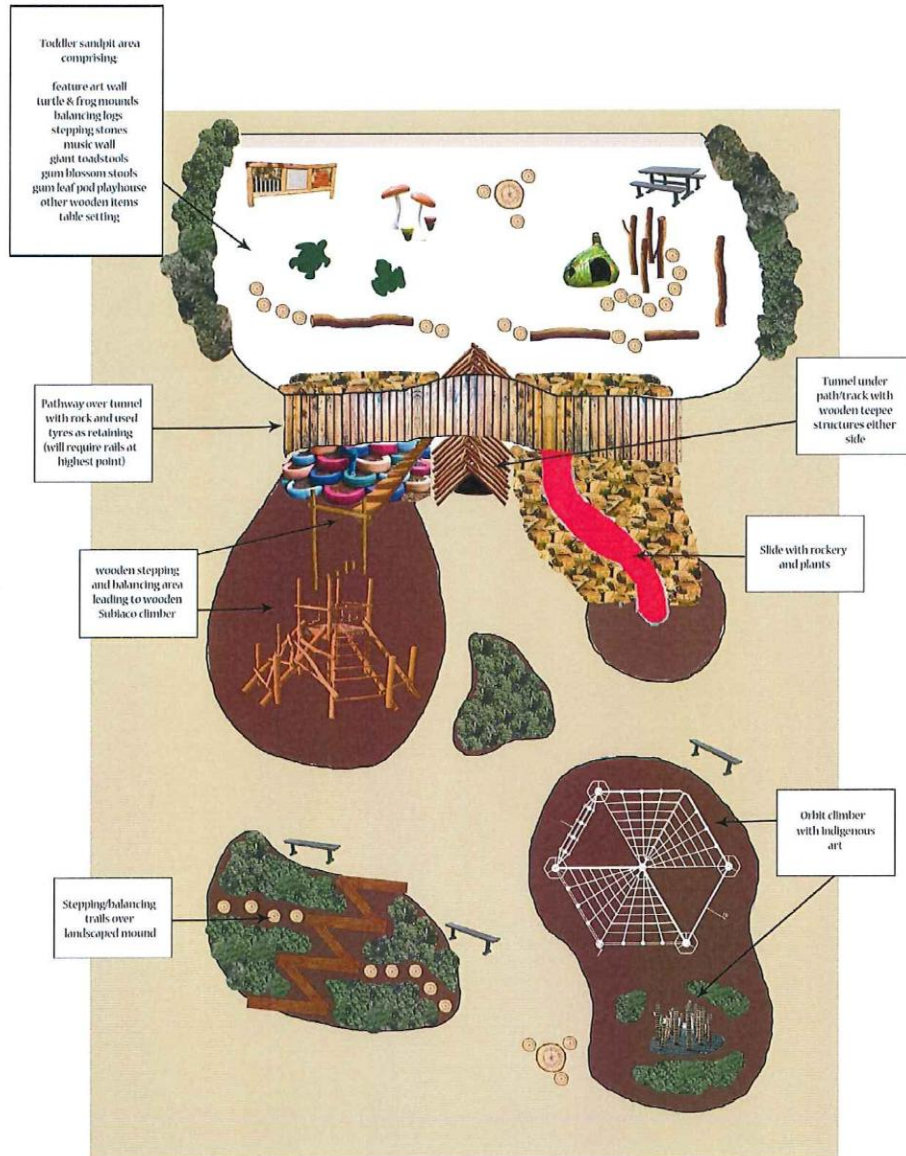 Toddler sandpit area
comprising
feature art wall
turtle & frog mounds
balancing logs
stepping stones
music wall
giant toadstools
gum blossom stools
gum leaf pod playhouse
other wooden items
table setting
Pathway over tunnel
with rock and used
tyres as retaining
(will require rails at
highest point)
Tunnel under
path/track with
wooden teepee
structures either
side
wooden stepping
and balancing area
leading to wooden
Subiaco climber
Slide with rockery
and plants
Orbit climber
with indigenous
art
Stepping/balancing
trails over
landscaped mound